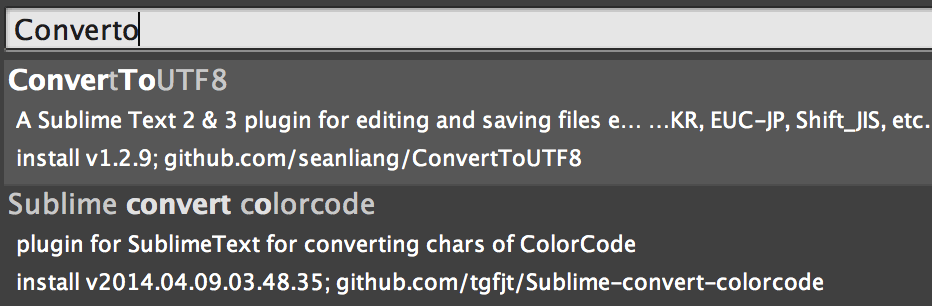 Converto
ConvertToUTF8
A Sublime Text 2 & 3 plugin for editing and saving files e... ...KR, EUC-JP, Shift_JIS, etc.
install v1.2.9; github.com/seanliang/ConvertToUTF8
Sublime convert colorcode
plugin for SublimeText for converting chars of ColorCode
install v2014.04.09.03.48.35; github.com/tgfjt/Sublime-convert-colorcode